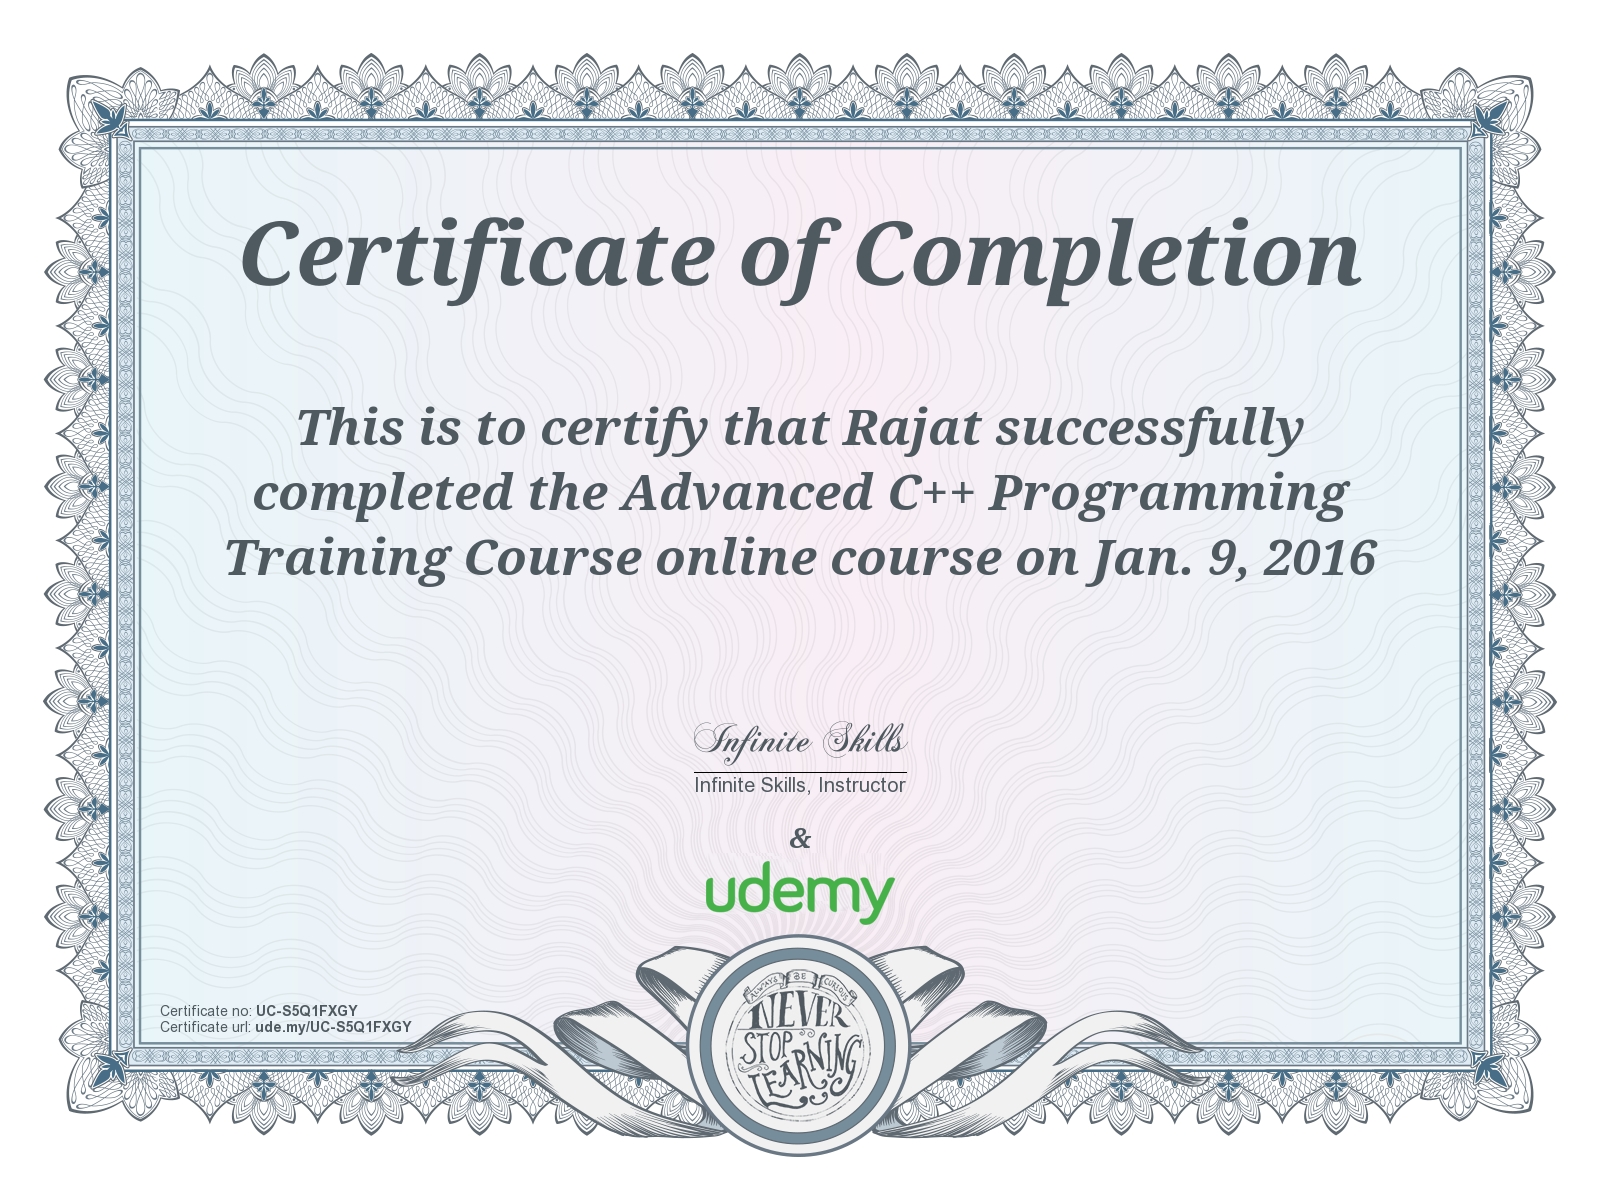 Certificate of Completion
This is to certify that Rajat successfully
completed the Advanced C++ Programming
Training Course online course on Jan. 9, 2016
Infinite Skills
Infinite Skills, Instructor
&
udemy
Certificate no: UC-S5Q1FXGY
Certificate url: ude.my/UC-S5Q1FXGY
ALWAYS BE CURIOUS
NEVER
STOP
LEARNING